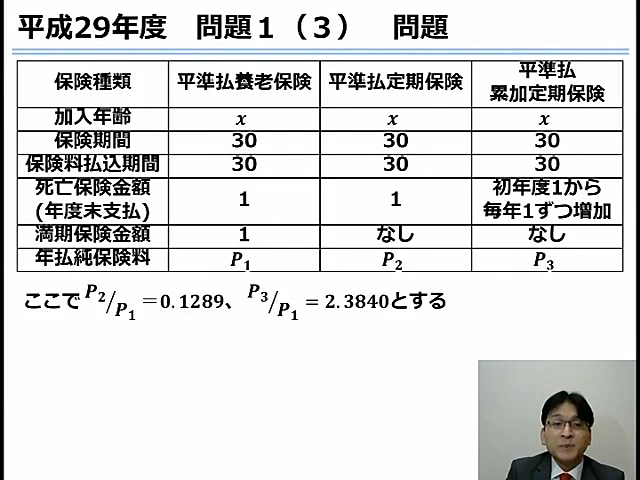 平成29年度 問題１（３） 問題
保険種類 平準払養老保険 平準払定期保険 平準払累加定期保険
加入年齢 x x x
保険期間 30 30 30
保険料払込期間 30 30 30
死亡保険金額(年度末支払) 1 1 初年度1から毎年1ずつ増加
満期保険金額 1 なし なし
年払純保険料 P₁ P₂ P₃
ここで P₂/P₁＝0.1289、 P₃/P₁ = 2.3840とする